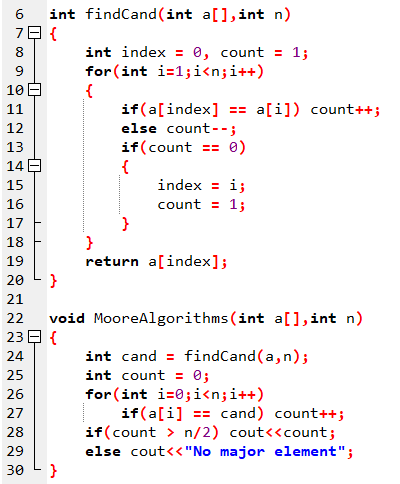 6 int findCand(int a[],int n)
7 {
8     int index = 0, count = 1;
9     for(int i=1;i<n;i++)
10     {
11         if(a[index] == a[i]) count++;
12         else count--;
13         if(count == 0)
14         {
15             index = i;
16             count = 1;
17         }
18     }
19     return a[index];
20 }
21
22 void MooreAlgorithms(int a[],int n)
23 {
24     int cand = findCand(a,n);
25     int count = 0;
26     for(int i=0;i<n;i++)
27         if(a[i] == cand) count++;
28     if(count > n/2) cout<<count;
29     else cout<<"No major element";
30 }